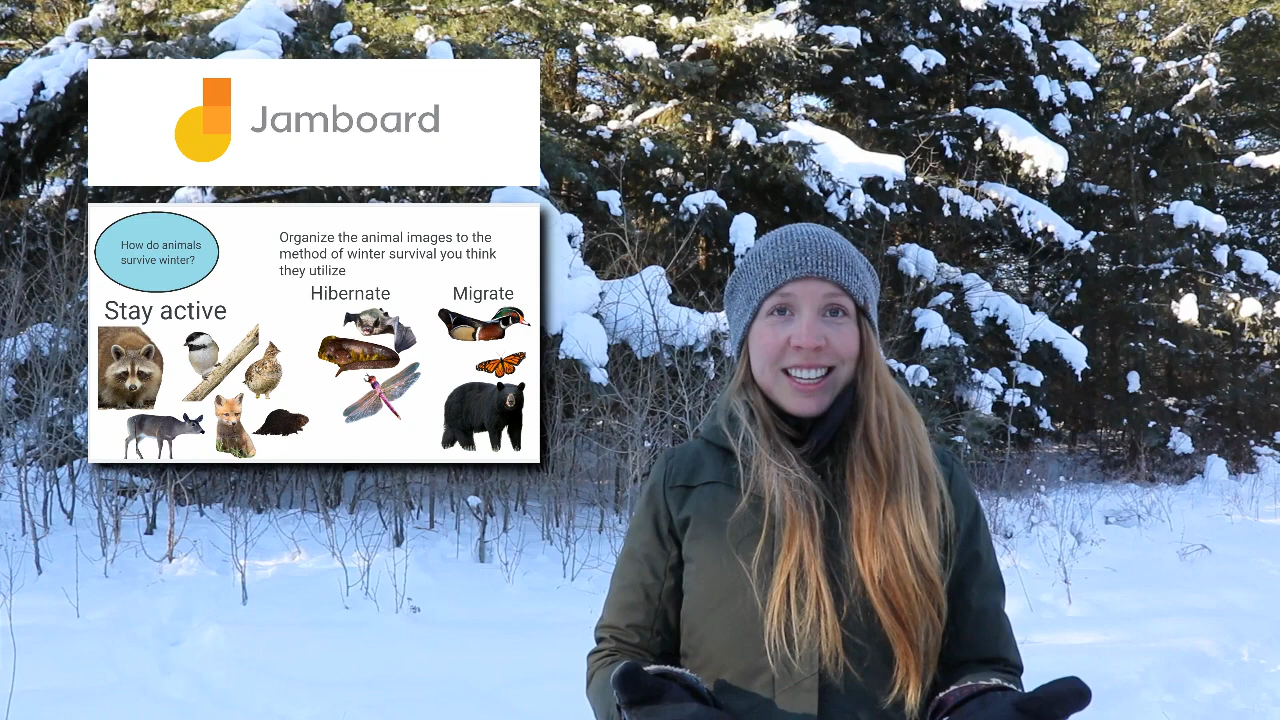 Jamboard
How do animals
survive winter?
Organize the animal images to the
method of winter survival you think
they utilize
Stay active
Hibernate
Migrate